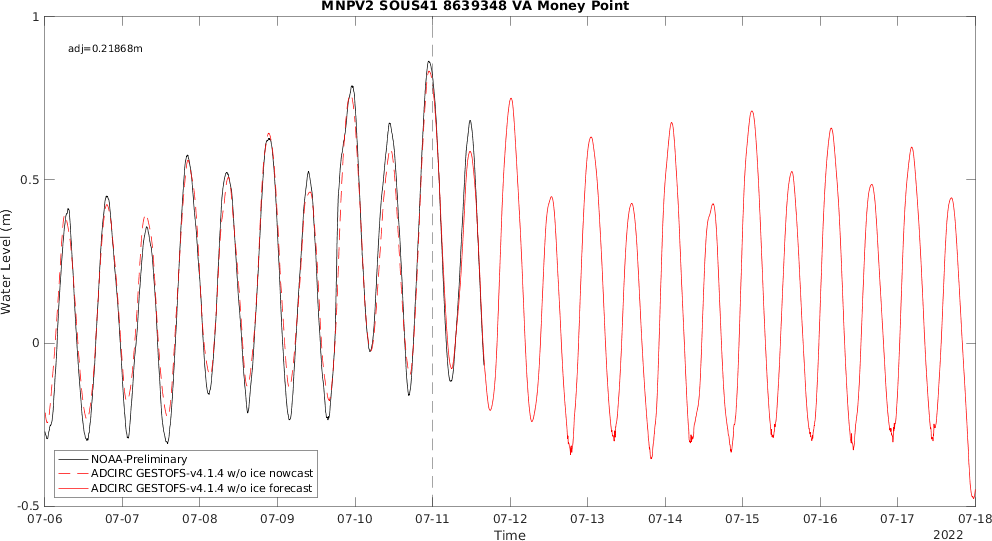 MNPV2 SOUS41 8639348 VA Money Point
adj=0.21868m
1
0.5
0
-0.5
Water Level (m)
NOAA-Preliminary
ADCIRC GESTOFS-v4.1.4 w/o ice nowcast
ADCIRC GESTOFS-v4.1.4 w/o ice forecast
07-06 07-07 07-08 07-09 07-10 07-11 07-12 07-13 07-14 07-15 07-16 07-17 07-18
Time
2022